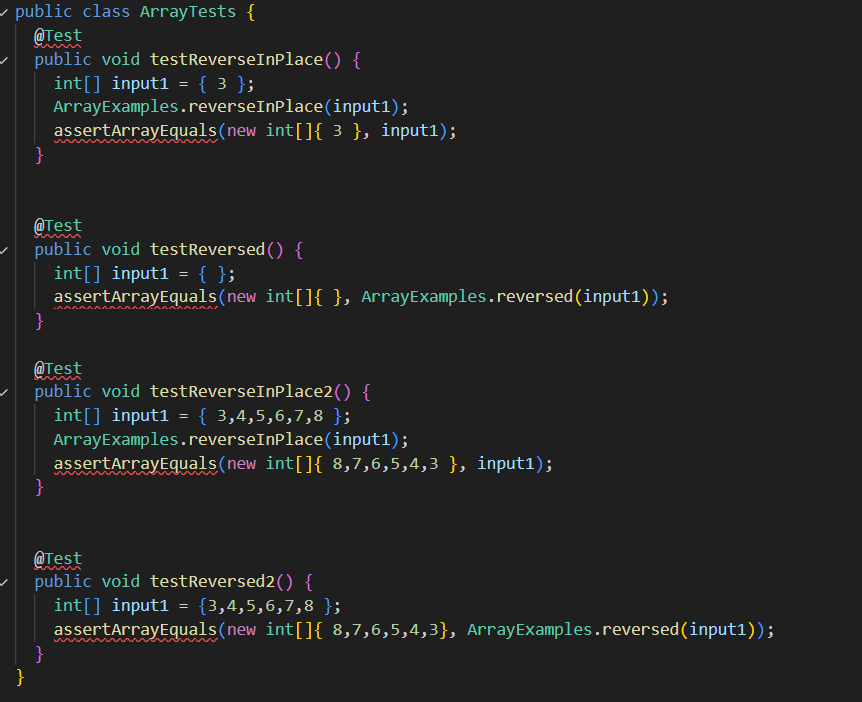 public class ArrayTests {
@Test
public void testReverseInPlace() {
int[] input1 = { 3 };
ArrayExamples.reverseInPlace(input1);
assertArrayEquals(new int[]{ 3 }, input1);
}
@Test
public void testReversed() {
int[] input1 = { };
assertArrayEquals(new int[]{ }, ArrayExamples.reversed(input1));
}
@Test
public void testReverseInPlace2() {
int[] input1 = { 3,4,5,6,7,8 };
ArrayExamples.reverseInPlace(input1);
assertArrayEquals(new int[]{ 8,7,6,5,4,3 }, input1);
}
@Test
public void testReversed2() {
int[] input1 = {3,4,5,6,7,8 };
assertArrayEquals(new int[]{ 8,7,6,5,4,3}, ArrayExamples.reversed(input1));
}
}